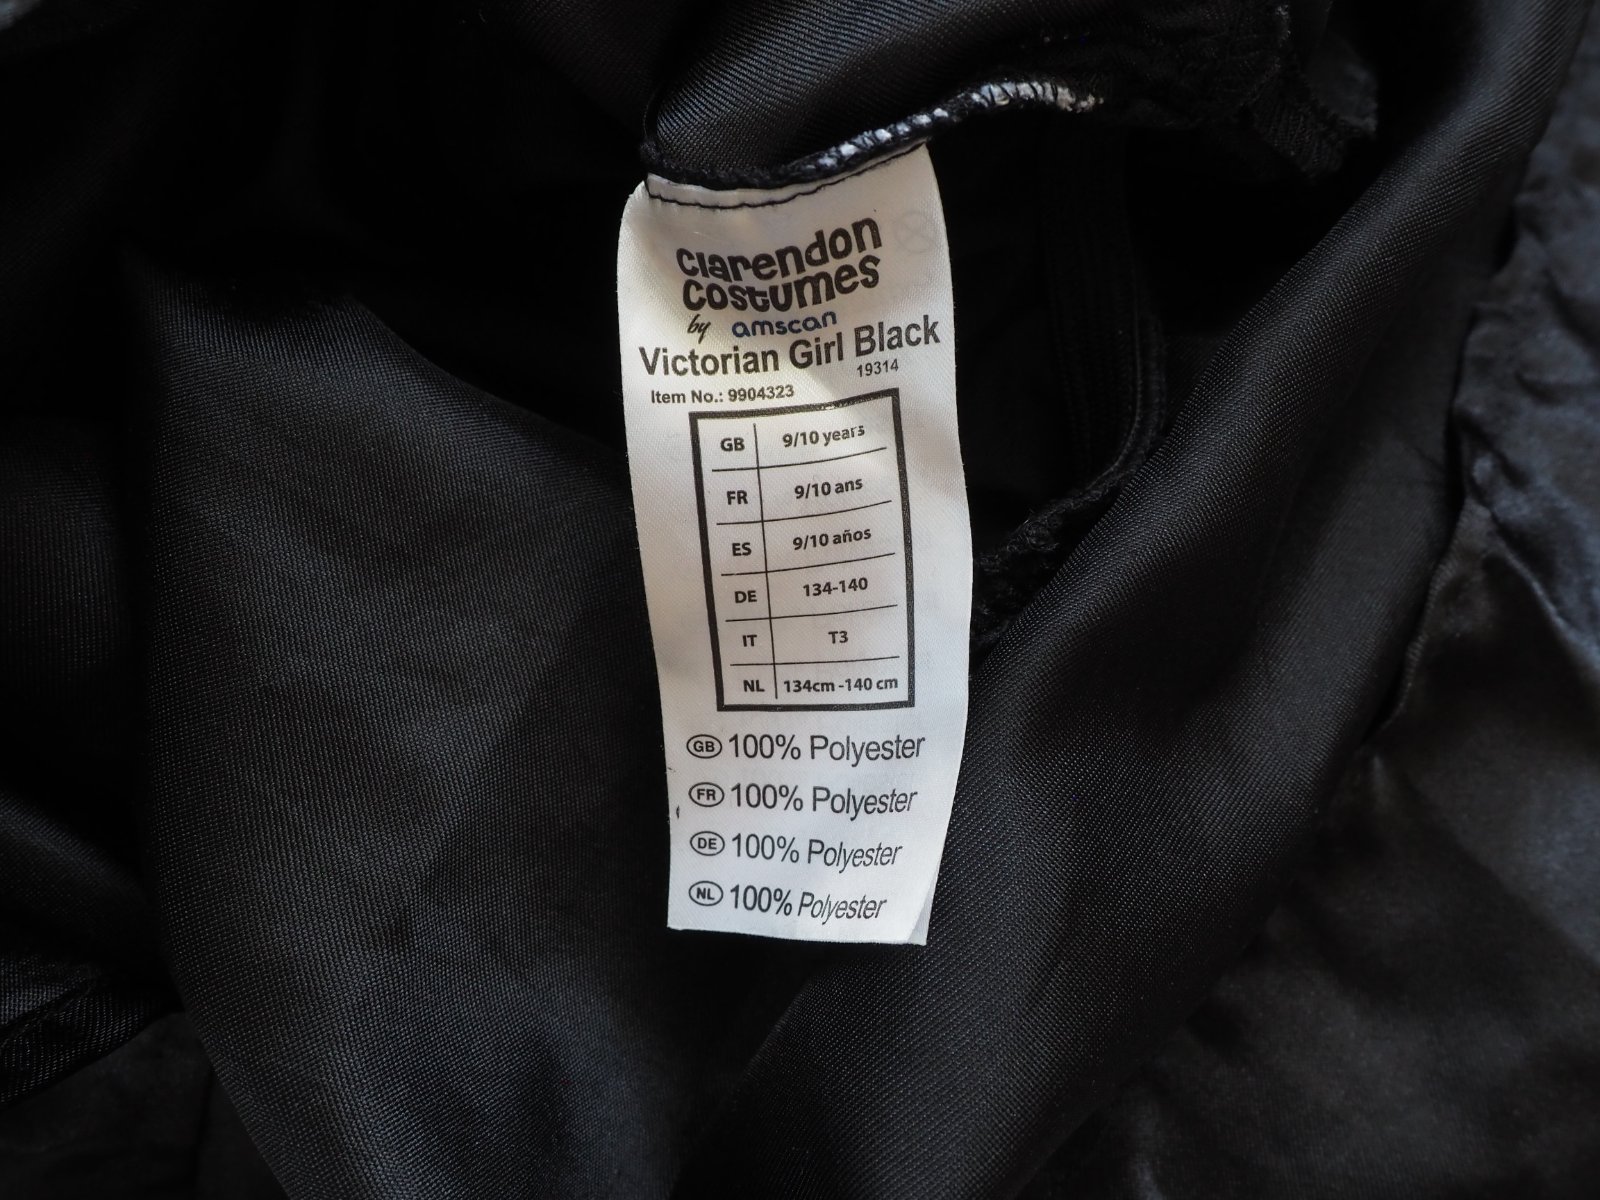 Clarendon
Costumes
by amscan
Victorian Girl Black
19314
Item No.: 9904323
GB 9/10 years
FR 9/10 ans
ES 9/10 años
DE 134-140
IT T3
NL 134cm-140 cm
GB 100% Polyester
FR 100% Polyester
DE 100% Polyester
NL 100% Polyester